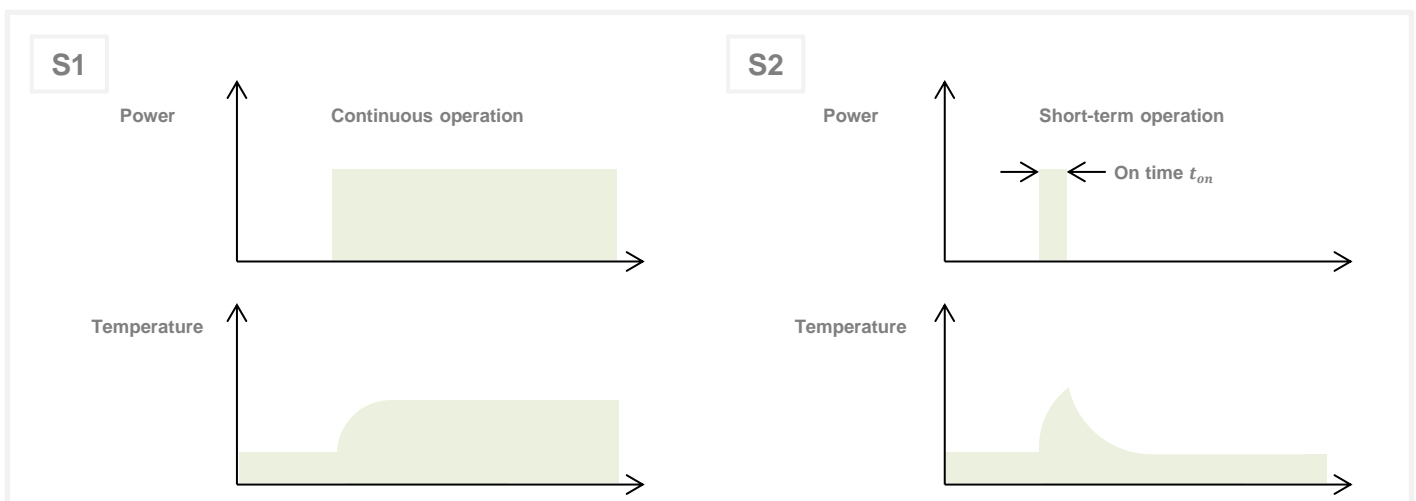 S1
Power
Continuous operation
Temperature
S2
Power
Short-term operation
On time t_on
Temperature